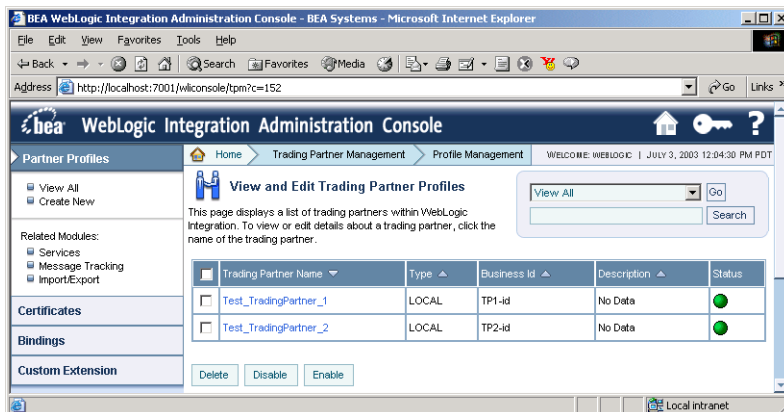 BEA WebLogic Integration Administration Console - BEA Systems - Microsoft Internet Explorer
File Edit View Favorites Tools Help
Back Search Favorites Media
Address http://localhost:7001/wliconsole/tpm?c=152 Go Links »
bea WebLogic Integration Administration Console ?
Partner Profiles
View All
Create New
Related Modules:
Services
Message Tracking
Import/Export
Certificates
Bindings
Custom Extension
Home Trading Partner Management Profile Management WELCOME: WEBLOGIC | JULY 3, 2003 12:04:30 PM PDT
View and Edit Trading Partner Profiles
This page displays a list of trading partners within WebLogic
Integration. To view or edit details about a trading partner, click the
name of the trading partner.
View All Go
Search
Trading Partner Name Type Business Id Description Status
Test_TradingPartner_1 LOCAL TP1-id No Data
Test_TradingPartner_2 LOCAL TP2-id No Data
Delete Disable Enable
Local intranet